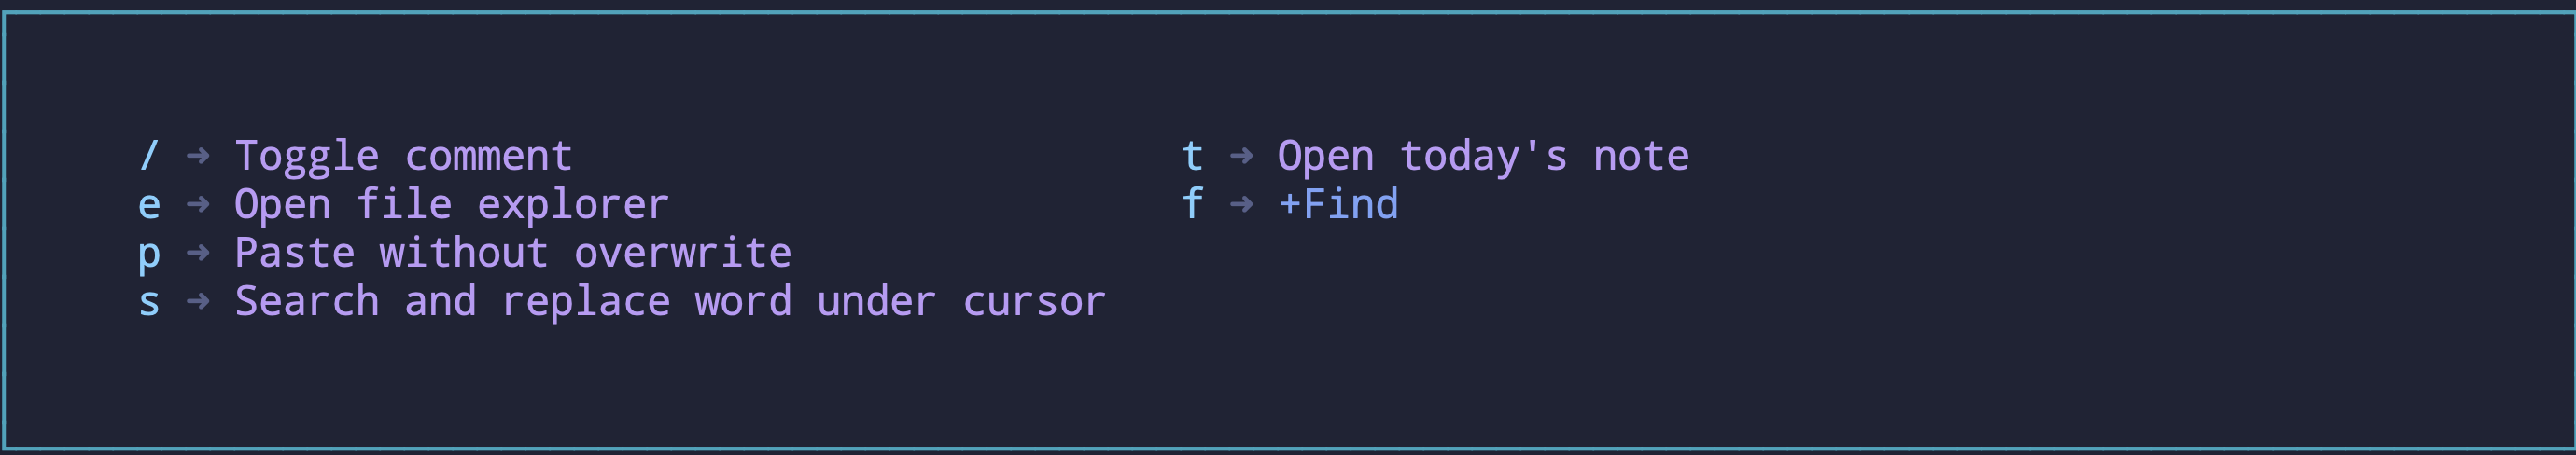 / ➜ Toggle comment
e ➜ Open file explorer
p ➜ Paste without overwrite
s ➜ Search and replace word under cursor
t ➜ Open today's note
f ➜ +Find